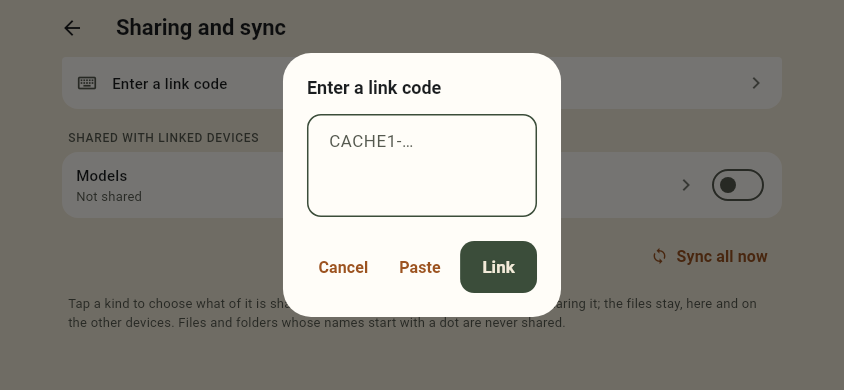 Sharing and sync
Enter a link code
Enter a link code
CACHE1-…
SHARED WITH LINKED DEVICES
Models
Not shared
Cancel
Paste
Link
Sync all now
Tap a kind to choose what of it is aring it; the files stay, here and on
the other devices. Files and folders whose names start with a dot are never shared.